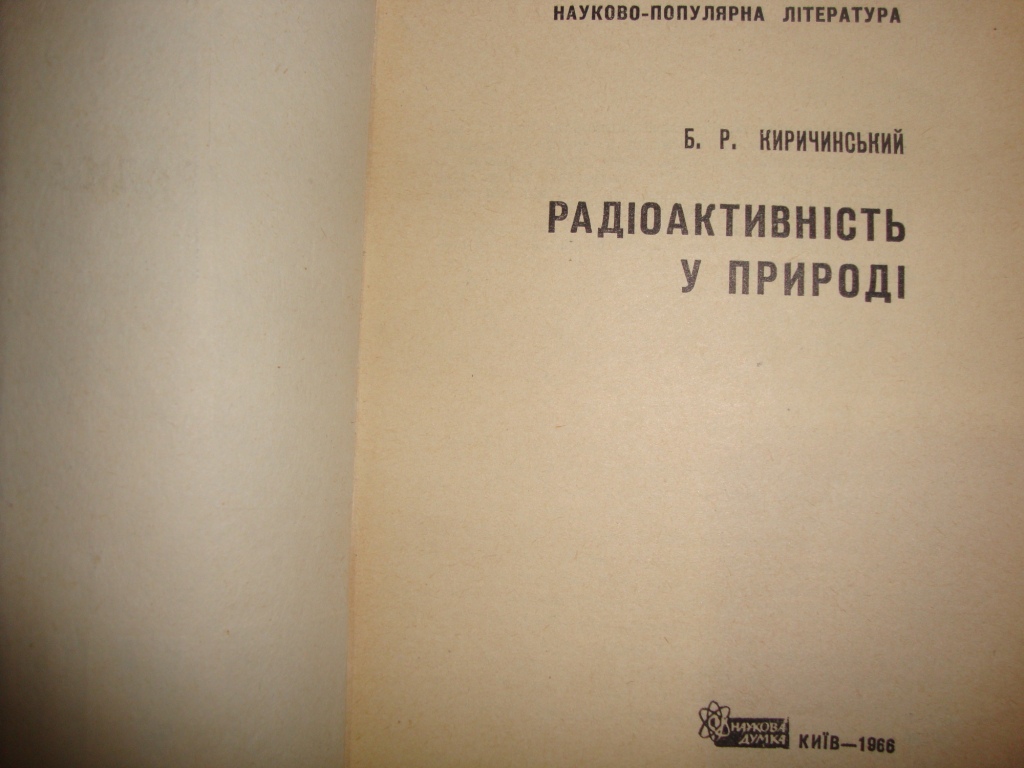 НАУКОВО-ПОПУЛЯРНА ЛІТЕРАТУРА
Б. Р. КИРИЧИНСЬКИЙ
РАДІОАКТИВНІСТЬ
У ПРИРОДІ
НАУКОВА
ДУМКА
КИЇВ—1966